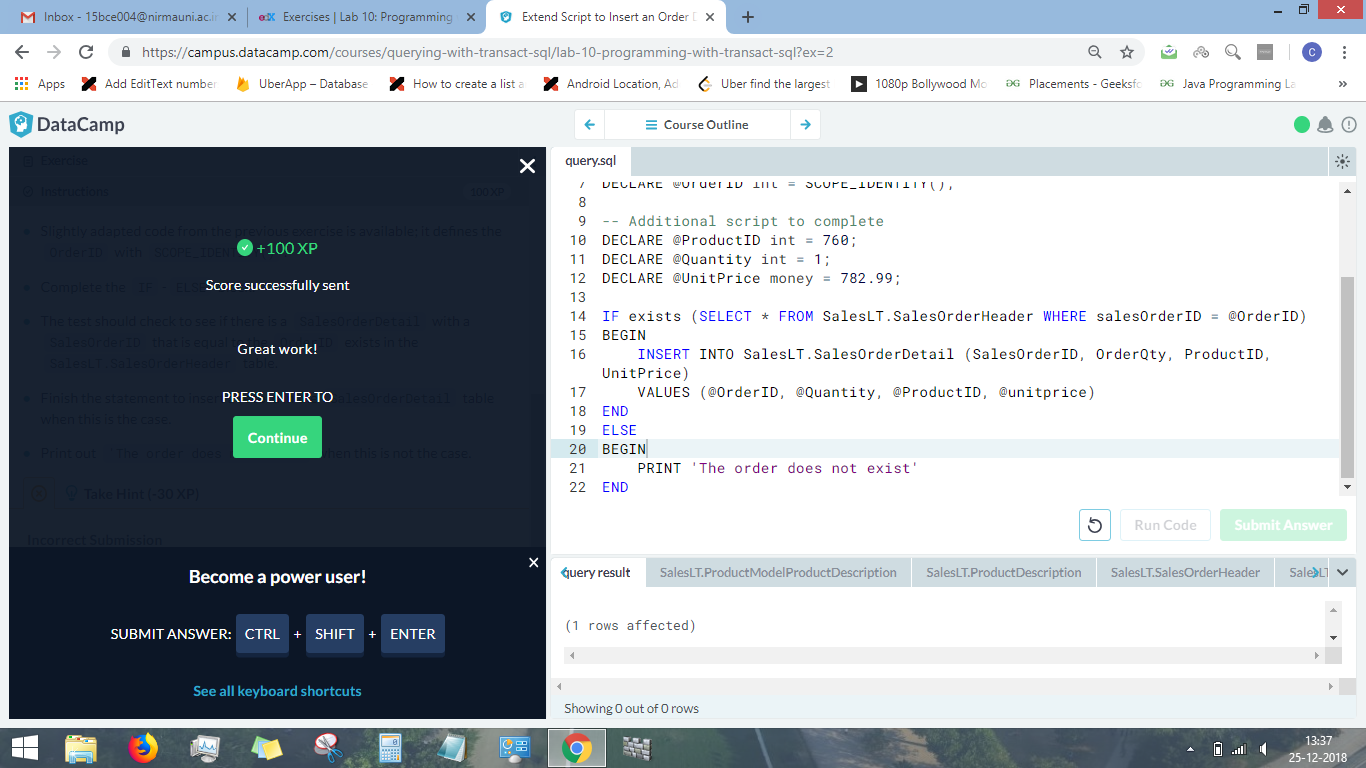 Inbox - 15bce004@nirmauni.ac.in
edX Exercises | Lab 10: Programming
Extend Script to Insert an Order D
https://campus.datacamp.com/courses/querying-with-transact-sql/lab-10-programming-with-transact-sql?ex=2
C
Apps
Add EditText number
UberApp – Database
How to create a list a
Android Location, Ad
Uber find the largest
1080p Bollywood Mo
Placements - Geeksfo
Java Programming La
»
DataCamp
Course Outline
Exercise
Instructions
100 XP
Slightly adapted code from the previous exercise is available; it defines the
OrderID with SCOPE_IDEN
Complete the IF - ELS
The test should check to see if there is a SalesOrderDetail with a
SalesOrderID that is equal to the OrderID exists in the
SalesLT.SalesOrderHeader table.
Finish the statement to insert SalesOrderDetail table
when this is the case.
Print out 'The order does when this is not the case.
Take Hint (-30 XP)
Incorrect Submission
+100 XP
Score successfully sent
Great work!
PRESS ENTER TO
Continue
Become a power user!
SUBMIT ANSWER: CTRL + SHIFT + ENTER
See all keyboard shortcuts
query.sql
7 DECLARE @OrderID int = SCOPE_IDENTITY();
8
9 -- Additional script to complete
10 DECLARE @ProductID int = 760;
11 DECLARE @Quantity int = 1;
12 DECLARE @UnitPrice money = 782.99;
13
14 IF exists (SELECT * FROM SalesLT.SalesOrderHeader WHERE salesOrderID = @OrderID)
15 BEGIN
16 INSERT INTO SalesLT.SalesOrderDetail (SalesOrderID, OrderQty, ProductID,
UnitPrice)
17 VALUES (@OrderID, @Quantity, @ProductID, @unitprice)
18 END
19 ELSE
20 BEGIN
21 PRINT 'The order does not exist'
22 END
Run Code
Submit Answer
query result
SalesLT.ProductModelProductDescription
SalesLT.ProductDescription
SalesLT.SalesOrderHeader
SalesLT
(1 rows affected)
Showing 0 out of 0 rows
13:37
25-12-2018